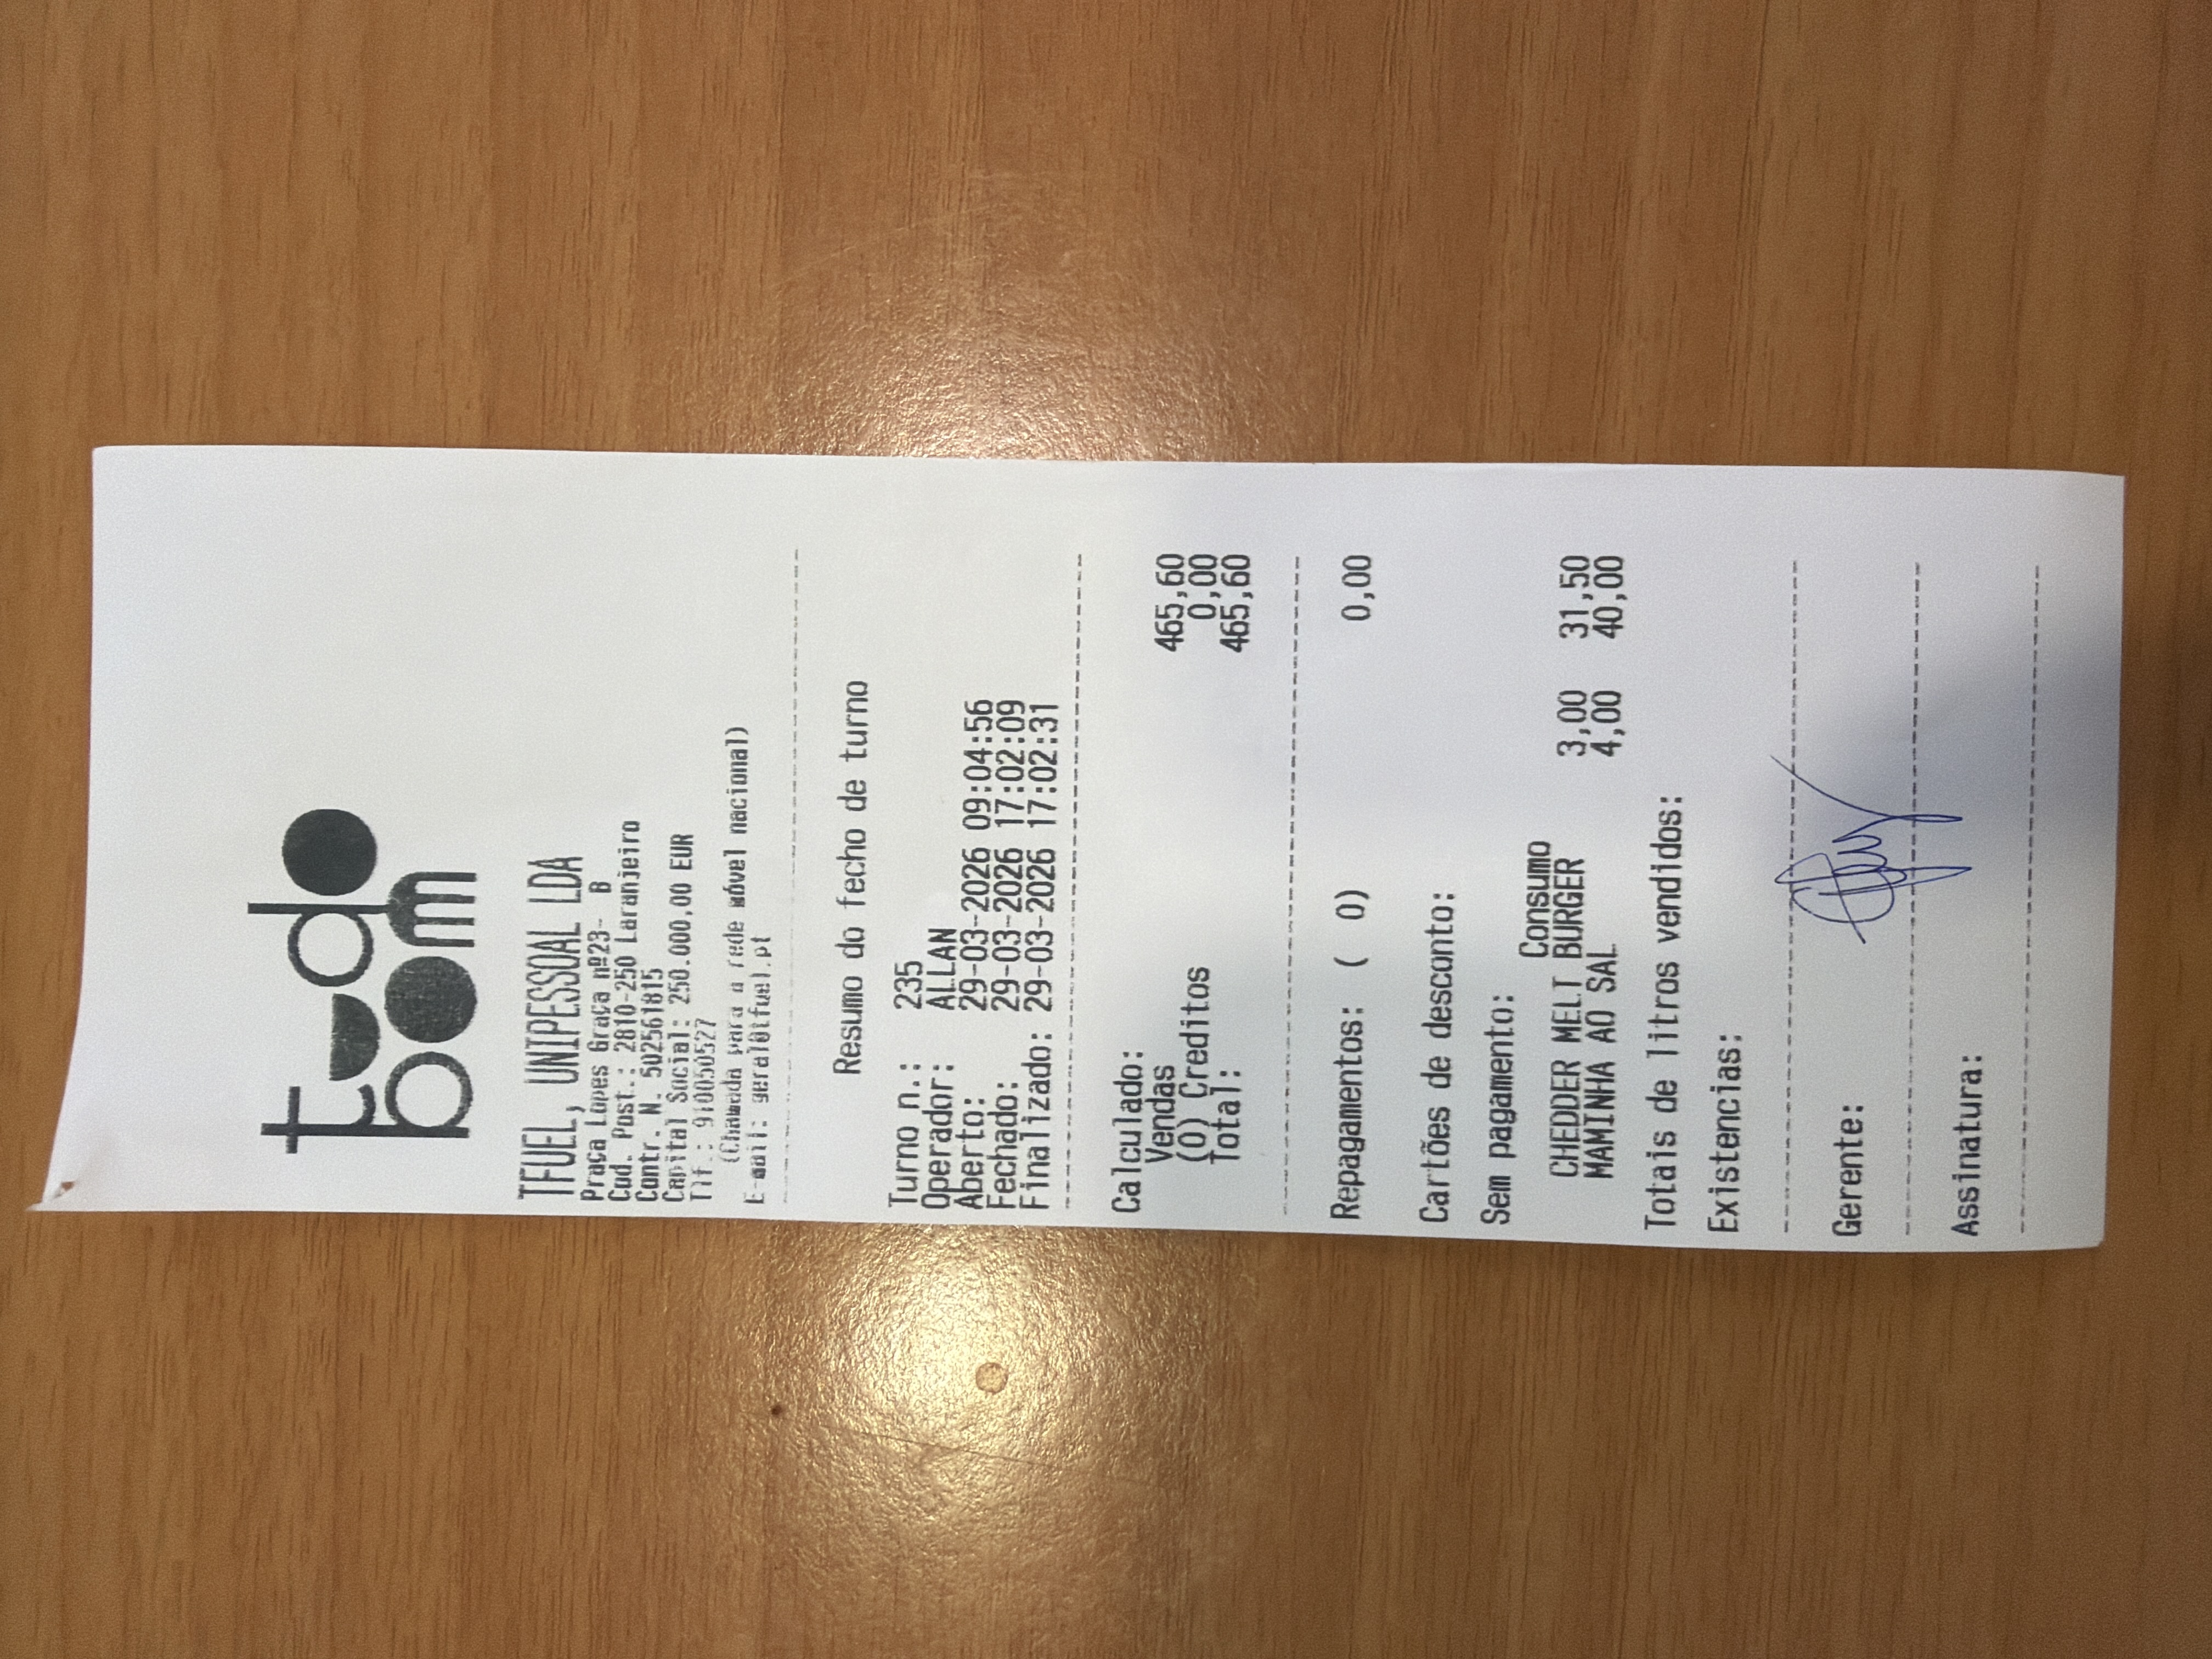 tudo
bom
TFUEL, UNIPESSOAL LDA
Praça Lopes Graça nº23- B
Cod. Post.: 2810-250 Laranjeiro
Contr. N. 502561815
Capital Social: 250.000,00 EUR
Tlf.: 910050527
(Chamada para a rede móvel nacional)
E-mail: geral@tfuel.pt
Resumo do fecho de turno
Turno n.: 235
Operador: ALLAN
Aberto: 29-03-2026 09:04:56
Fechado: 29-03-2026 17:02:09
Finalizado: 29-03-2026 17:02:31
Calculado:
Vendas 465,60
(0) Creditos 0,00
Total: 465,60
Repagamentos: ( 0) 0,00
Cartões de desconto:
Sem pagamento:
Consumo
CHEDDER MELT BURGER 3,00 31,50
MAMINHA AO SAL 4,00 40,00
Totais de litros vendidos:
Existencias:
Gerente:
Assinatura: